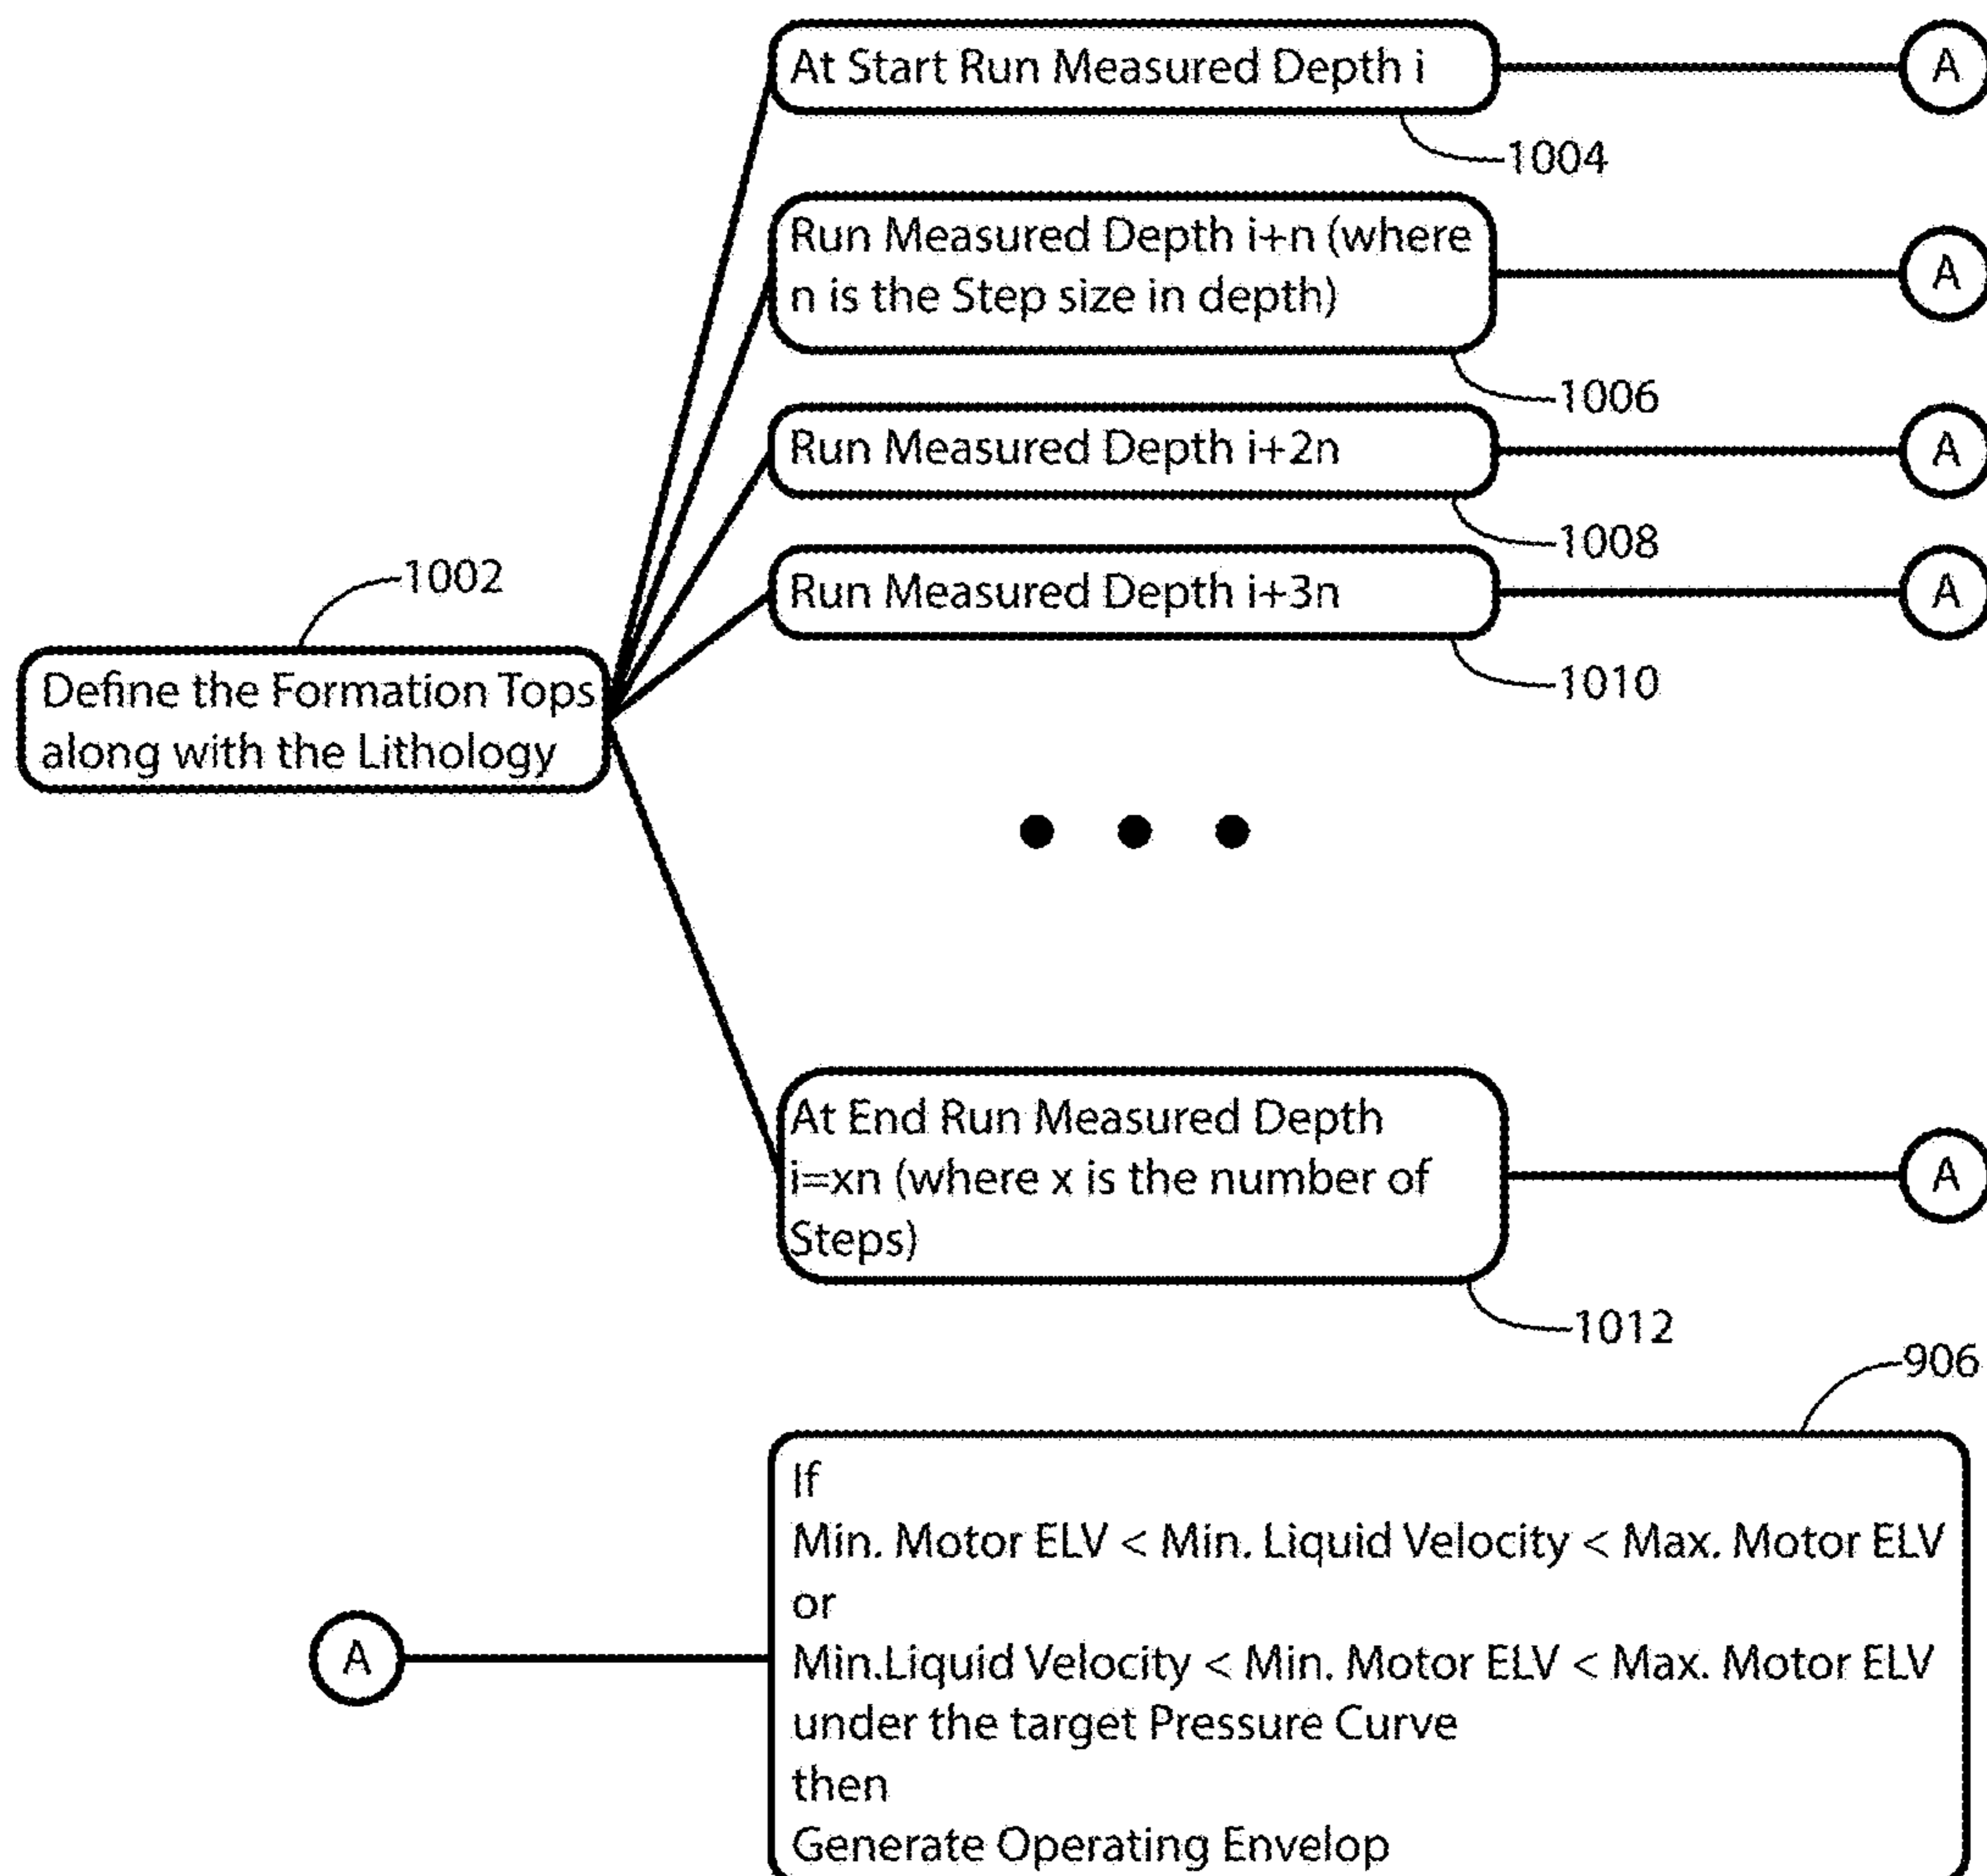 At Start Run Measured Depth i
A
1004
Run Measured Depth i+n (where
n is the Step size in depth)
A
1006
Run Measured Depth i+2n
A
1008
Run Measured Depth i+3n
A
1010
1002
Define the Formation Tops
along with the Lithology
At End Run Measured Depth
i=xn (where x is the number of
Steps)
A
1012
906
A
If
Min. Motor ELV < Min. Liquid Velocity < Max. Motor ELV
or
Min.Liquid Velocity < Min. Motor ELV < Max. Motor ELV
under the target Pressure Curve
then
Generate Operating Envelop